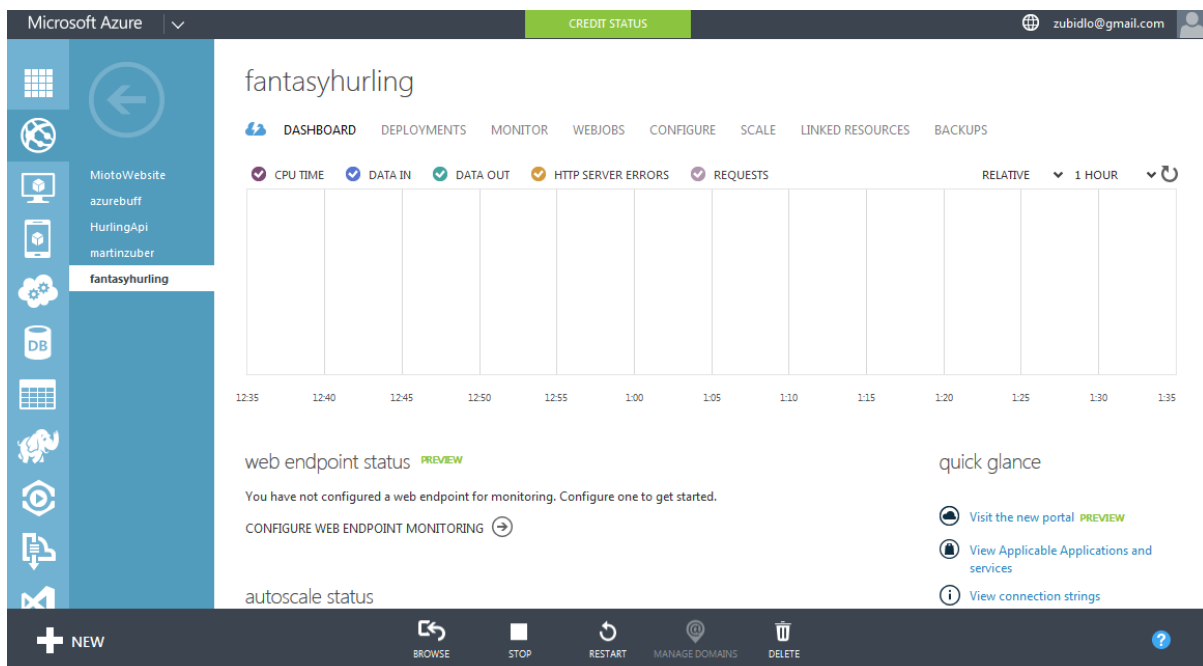 Microsoft Azure
CREDIT STATUS
zubidlo@gmail.com
MiotoWebsite
azurebuff
HurlingApi
martinzuber
fantasyhurling
DB
fantasyhurling
DASHBOARD DEPLOYMENTS MONITOR WEBJOBS CONFIGURE SCALE LINKED RESOURCES BACKUPS
CPU TIME DATA IN DATA OUT HTTP SERVER ERRORS REQUESTS RELATIVE 1 HOUR
12:35 12:40 12:45 12:50 12:55 1:00 1:05 1:10 1:15 1:20 1:25 1:30 1:35
web endpoint status PREVIEW
You have not configured a web endpoint for monitoring. Configure one to get started.
CONFIGURE WEB ENDPOINT MONITORING
autoscale status
quick glance
Visit the new portal PREVIEW
View Applicable Applications and
services
View connection strings
NEW
BROWSE STOP RESTART MANAGE DOMAINS DELETE
?